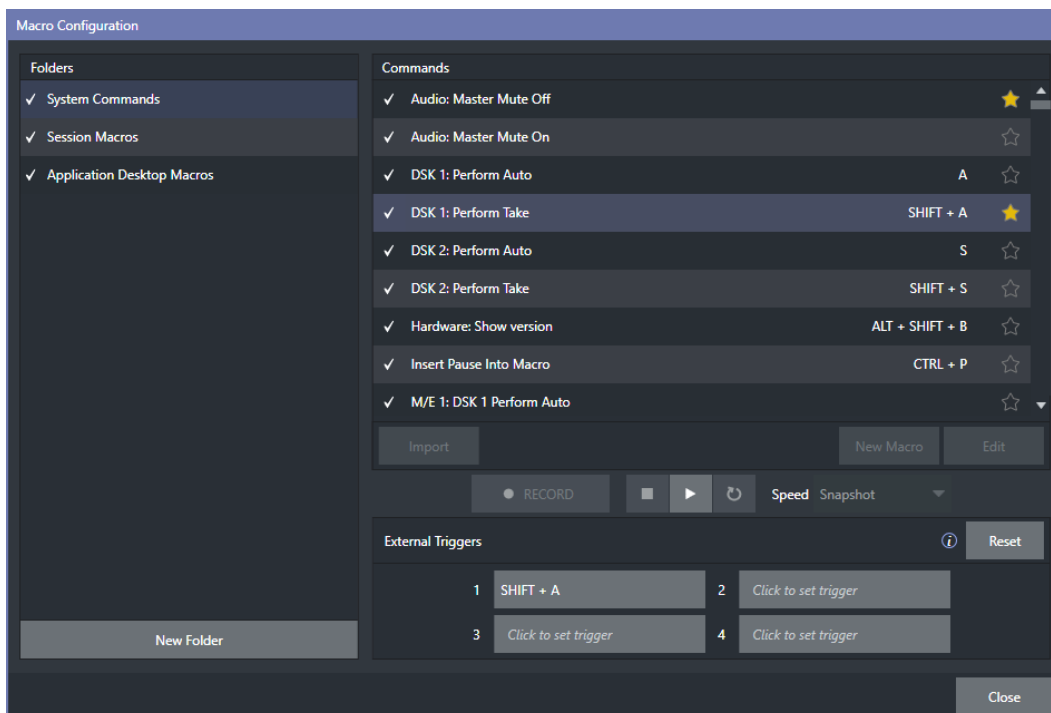 Macro Configuration
Folders
System Commands
Session Macros
Application Desktop Macros
New Folder
Commands
Audio: Master Mute Off
Audio: Master Mute On
DSK 1: Perform Auto A
DSK 1: Perform Take SHIFT + A
DSK 2: Perform Auto S
DSK 2: Perform Take SHIFT + S
Hardware: Show version ALT + SHIFT + B
Insert Pause Into Macro CTRL + P
M/E 1: DSK 1 Perform Auto
Import New Macro Edit
RECORD Speed Snapshot
External Triggers i Reset
1 SHIFT + A 2 Click to set trigger
3 Click to set trigger 4 Click to set trigger
Close